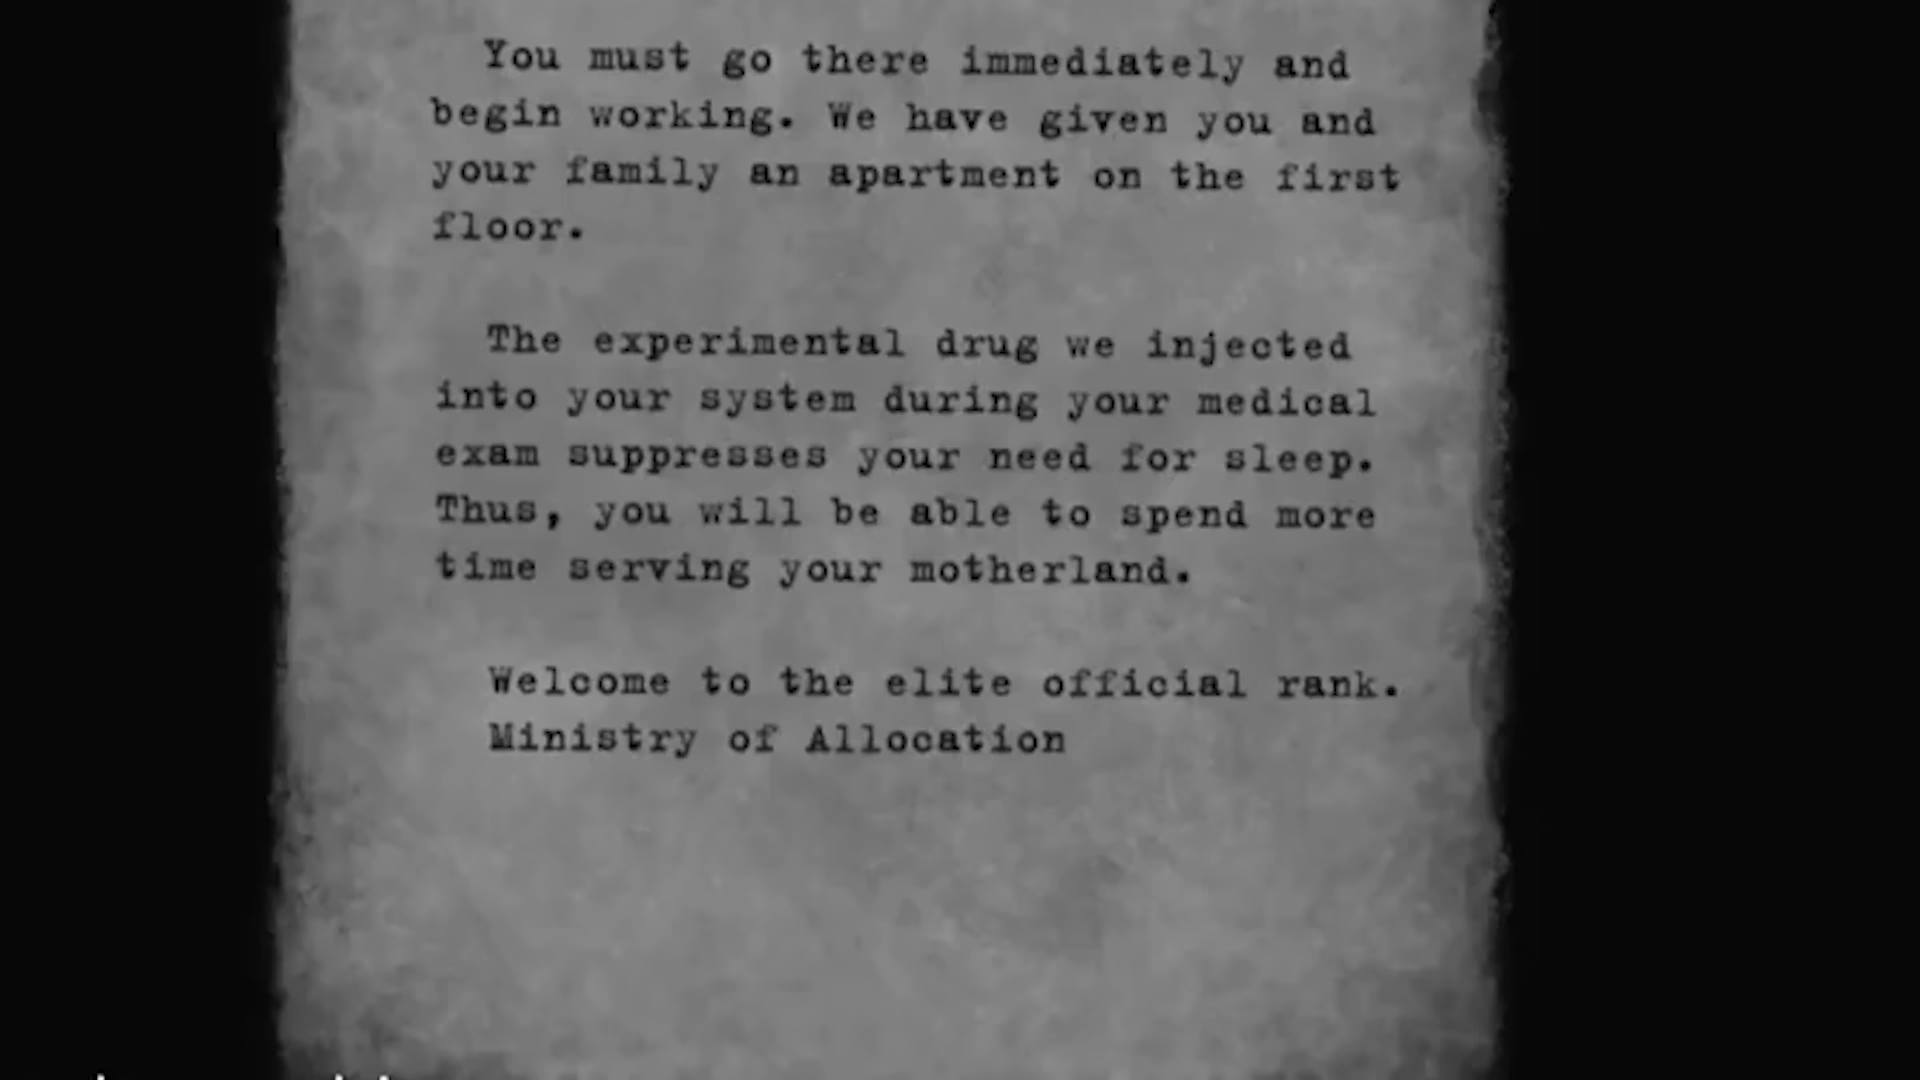 You must go there immediately and
begin working. We have given you and
your family an apartment on the first
floor.
The experimental drug we injected
into your system during your medical
exam suppresses your need for sleep.
Thus, you will be able to spend more
time serving your motherland.
Welcome to the elite official rank.
Ministry of Allocation